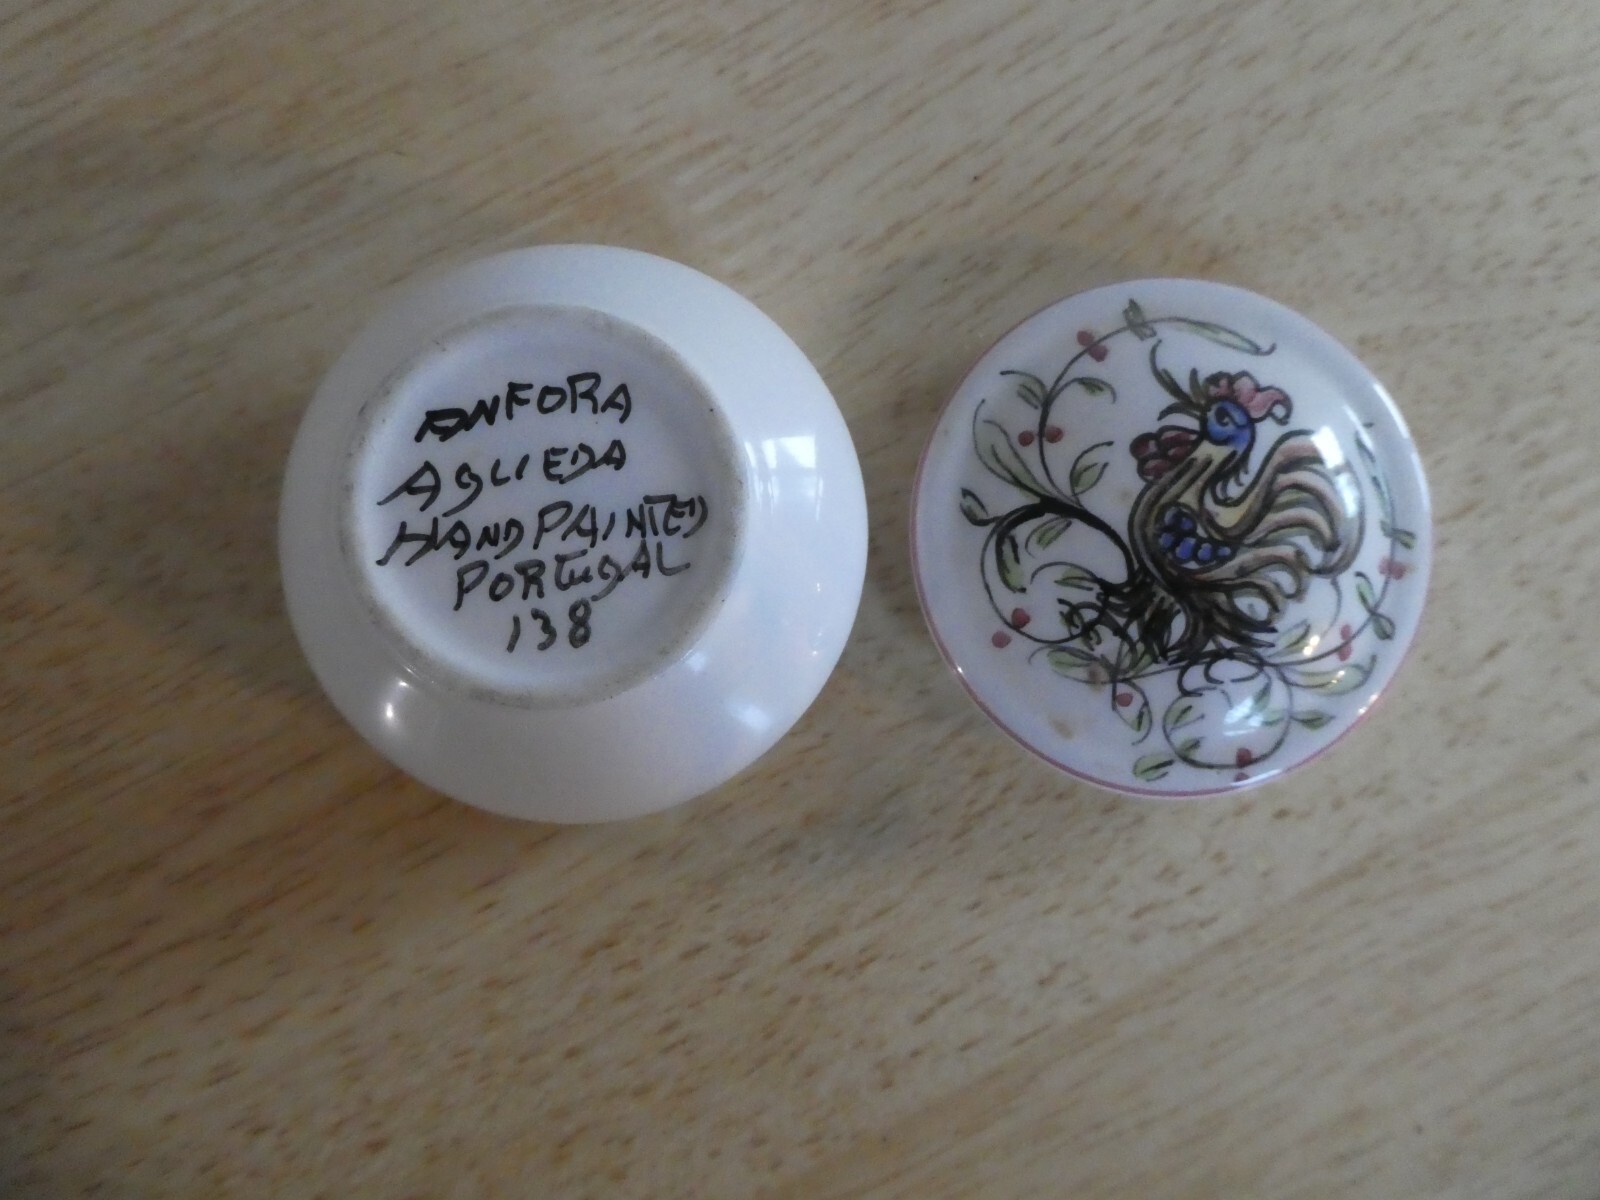 ANFORA
AGUEDA
HAND PAINTED
PORTUGAL
138